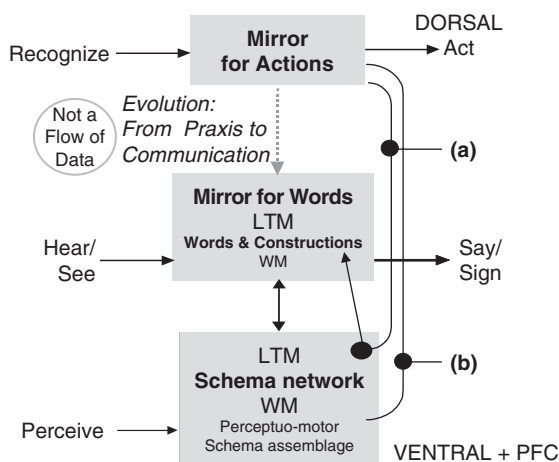 DORSAL
Recognize
Mirror
for Actions
Act
Not a
Flow of
Data
Evolution:
From Praxis to
Communication
(a)
Mirror for Words
LTM
Words & Constructions
WM
Hear/
See
Say/
Sign
LTM
Schema network
WM
Perceptuo-motor
Schema assemblage
(b)
Perceive
VENTRAL + PFC